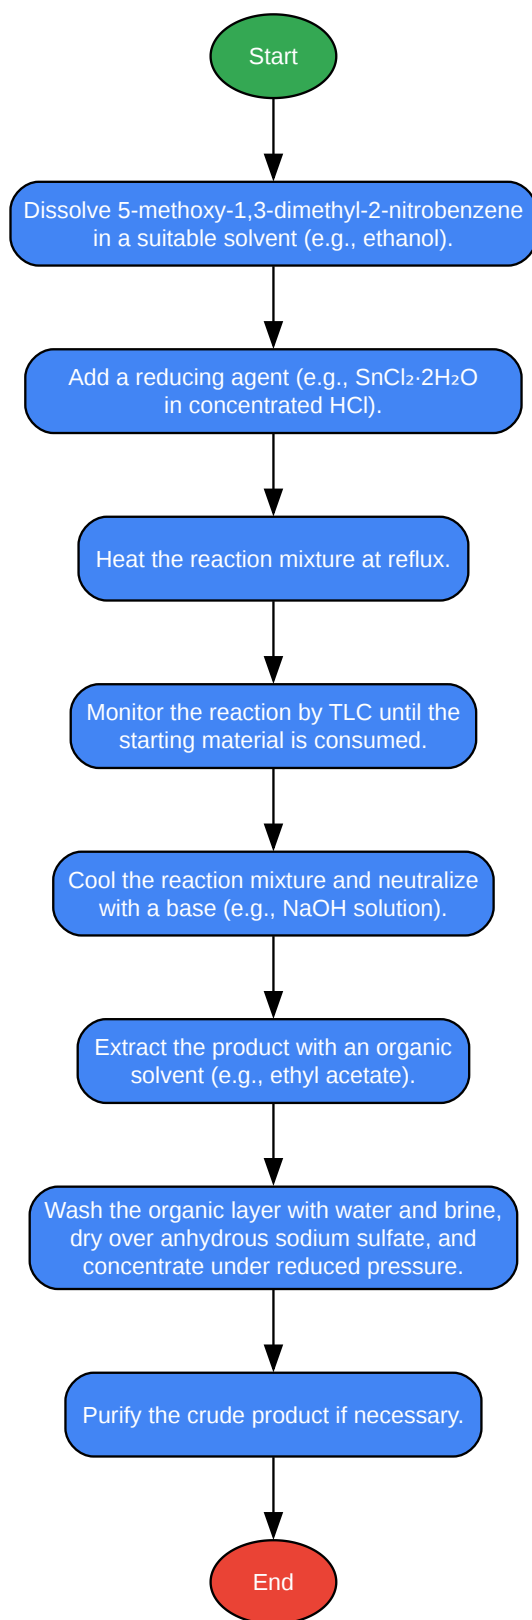 Start
Dissolve 5-methoxy-1,3-dimethyl-2-nitrobenzene
in a suitable solvent (e.g., ethanol).
Add a reducing agent (e.g., SnCl₂·2H₂O
in concentrated HCl).
Heat the reaction mixture at reflux.
Monitor the reaction by TLC until the
starting material is consumed.
Cool the reaction mixture and neutralize
with a base (e.g., NaOH solution).
Extract the product with an organic
solvent (e.g., ethyl acetate).
Wash the organic layer with water and brine,
dry over anhydrous sodium sulfate, and
concentrate under reduced pressure.
Purify the crude product if necessary.
End